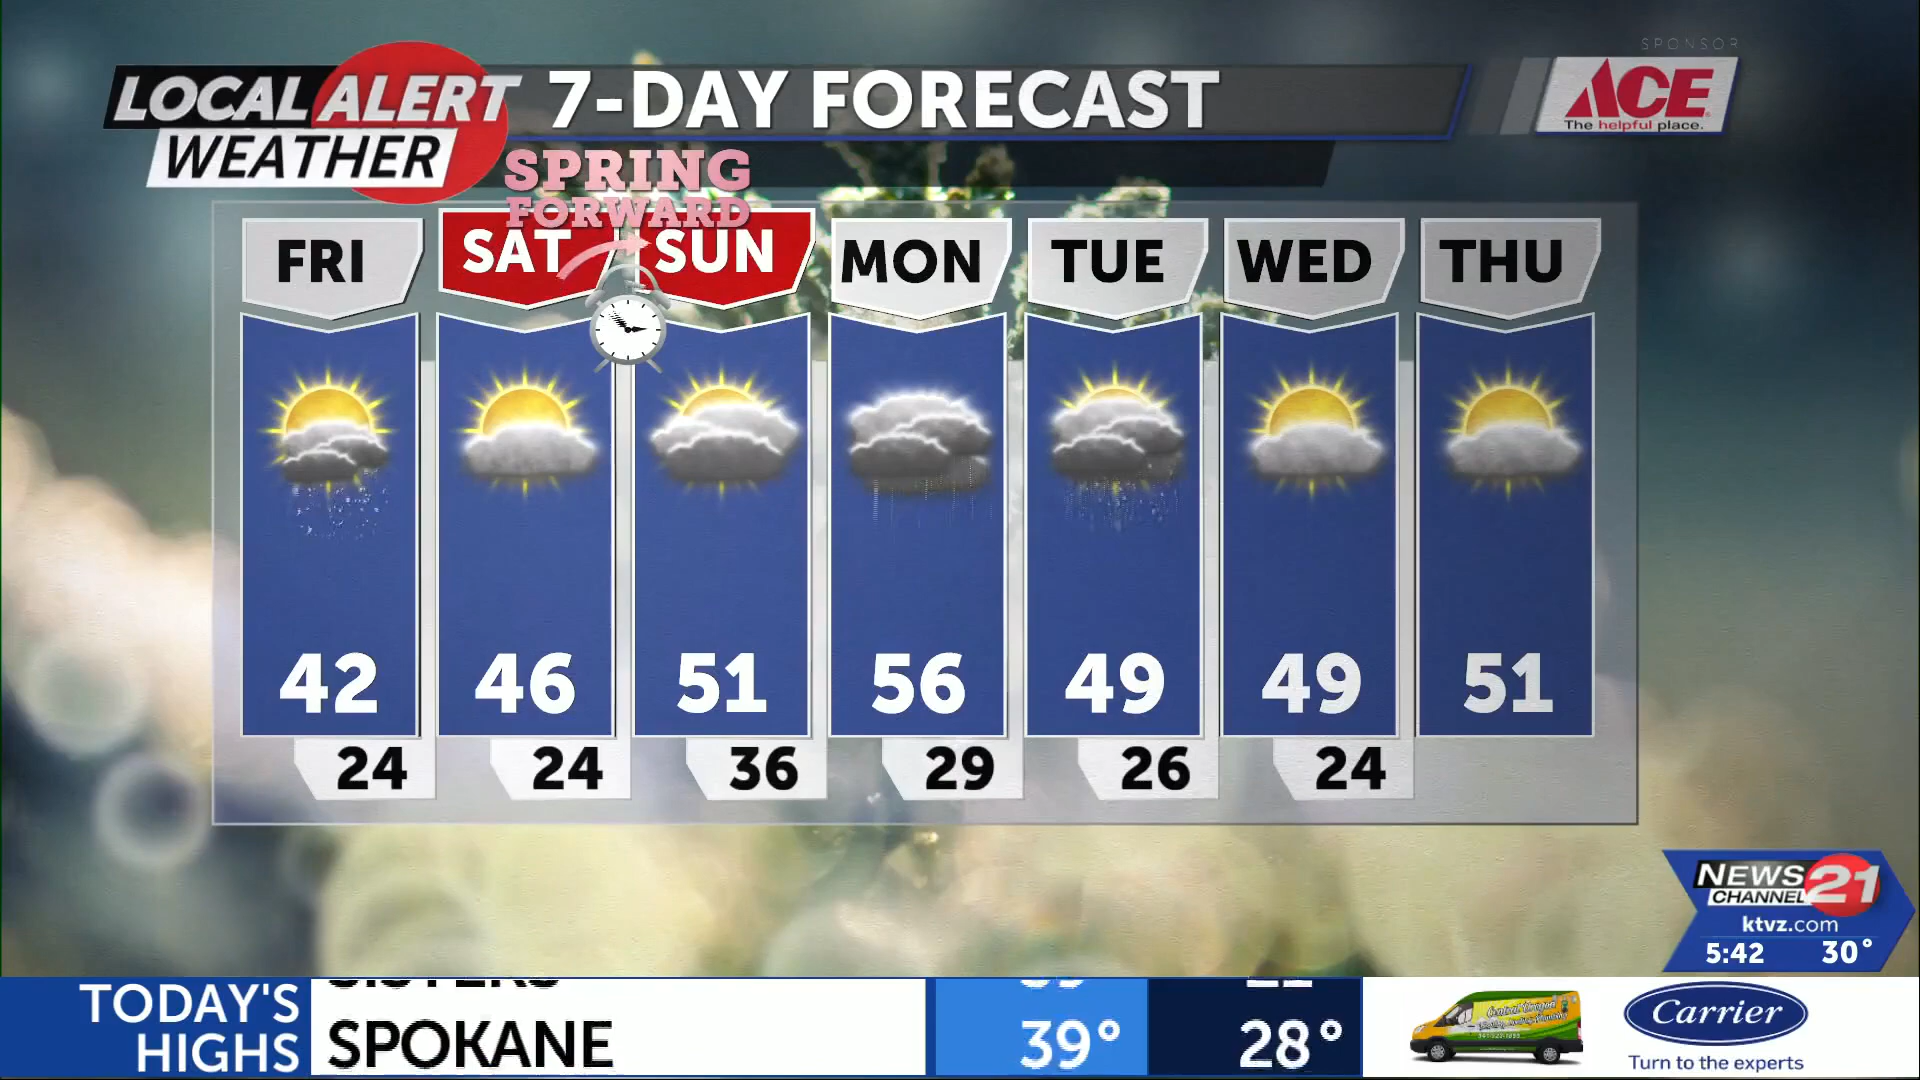 SPONSOR
LOCAL ALERT
WEATHER
7-DAY FORECAST
ACE
The helpful place.
SPRING
FORWARD
FRI SAT SUN MON TUE WED THU
42 46 51 56 49 49 51
24 24 36 29 26 24
NEWS
CHANNEL 21
ktvz.com
5:42 30°
TODAY'S
HIGHS
SPOKANE 39° 28°
Carrier
Turn to the experts